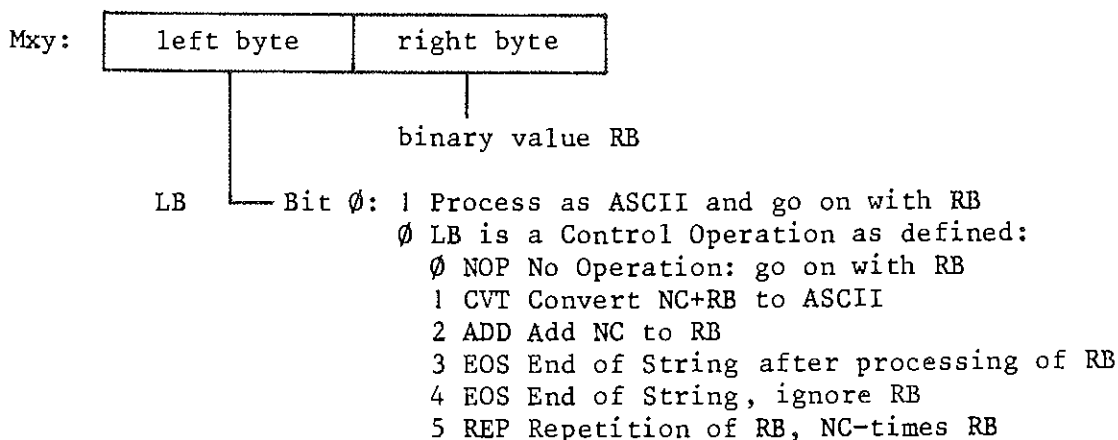 Mxy: left byte right byte
binary value RB
LB Bit Ø: 1 Process as ASCII and go on with RB
Ø LB is a Control Operation as defined:
Ø NOP No Operation: go on with RB
1 CVT Convert NC+RB to ASCII
2 ADD Add NC to RB
3 EOS End of String after processing of RB
4 EOS End of String, ignore RB
5 REP Repetition of RB, NC-times RB